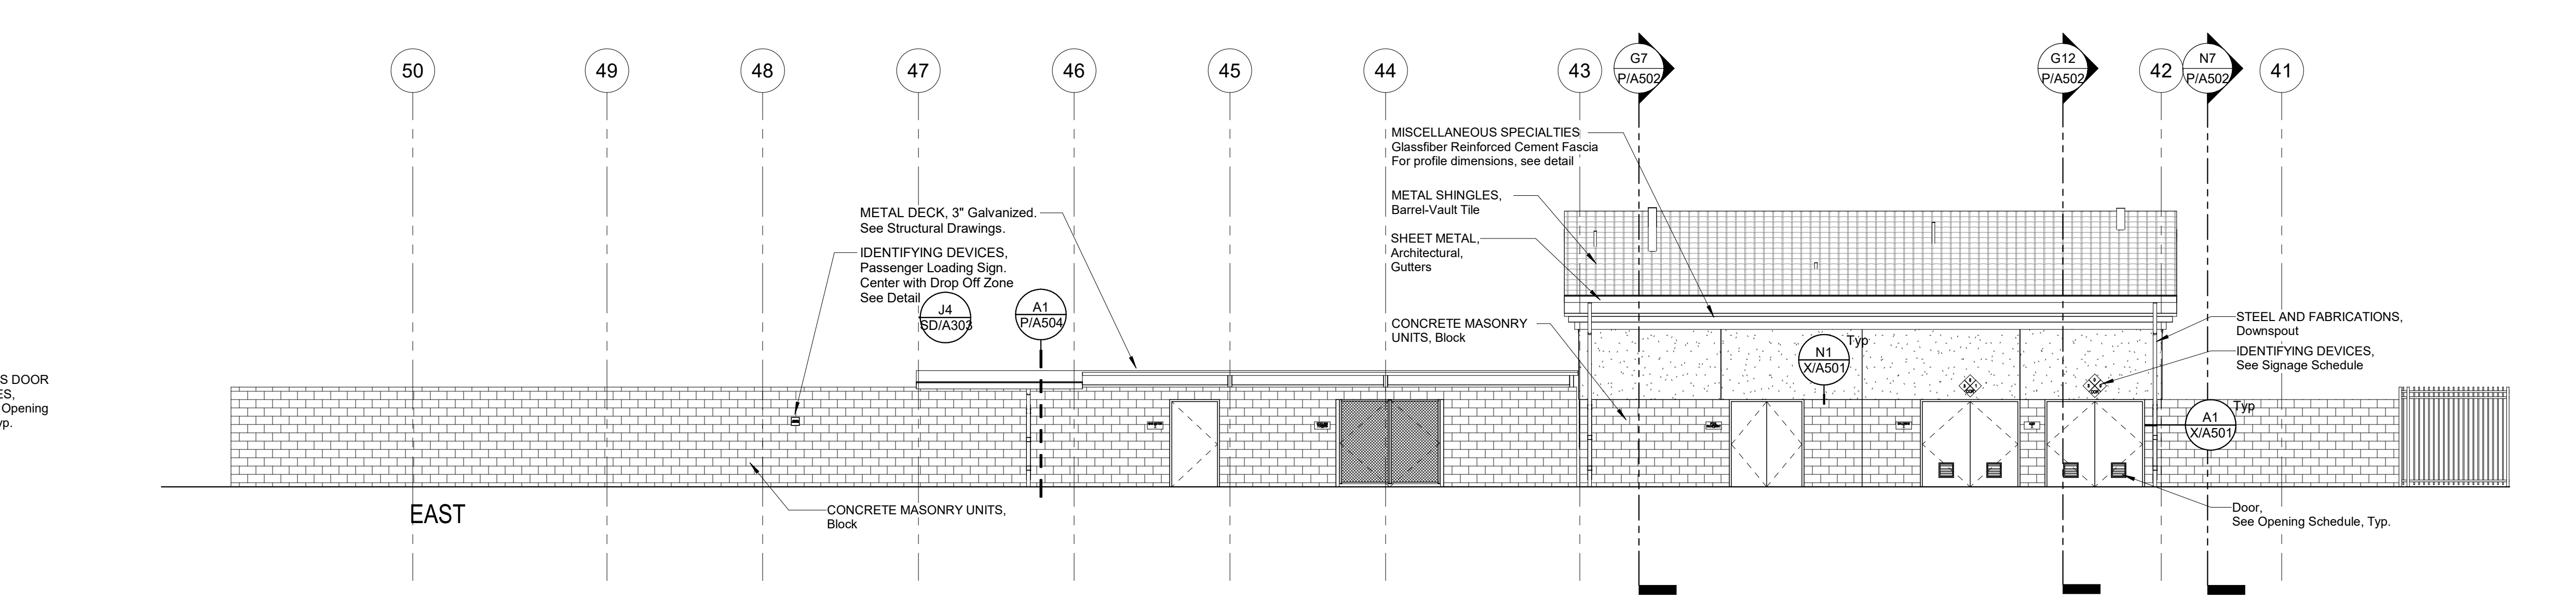 50
49
48
47
46
45
44
43
G7
P/A502
G12
P/A502
42
N7
P/A502
41
MISCELLANEOUS SPECIALTIES
Glassfiber Reinforced Cement Fascia
For profile dimensions, see detail
METAL SHINGLES,
Barrel-Vault Tile
METAL DECK, 3" Galvanized.
See Structural Drawings.
SHEET METAL,
Architectural,
Gutters
IDENTIFYING DEVICES,
Passenger Loading Sign.
Center with Drop Off Zone
See Detail
J4
SD/A303
A1
P/A504
CONCRETE MASONRY
UNITS, Block
N1
X/A501
Typ
STEEL AND FABRICATIONS,
Downspout
IDENTIFYING DEVICES,
See Signage Schedule
S DOOR
ES,
Opening
yp.
A1
X/A501
Typ
CONCRETE MASONRY UNITS,
Block
Door,
See Opening Schedule, Typ.
EAST